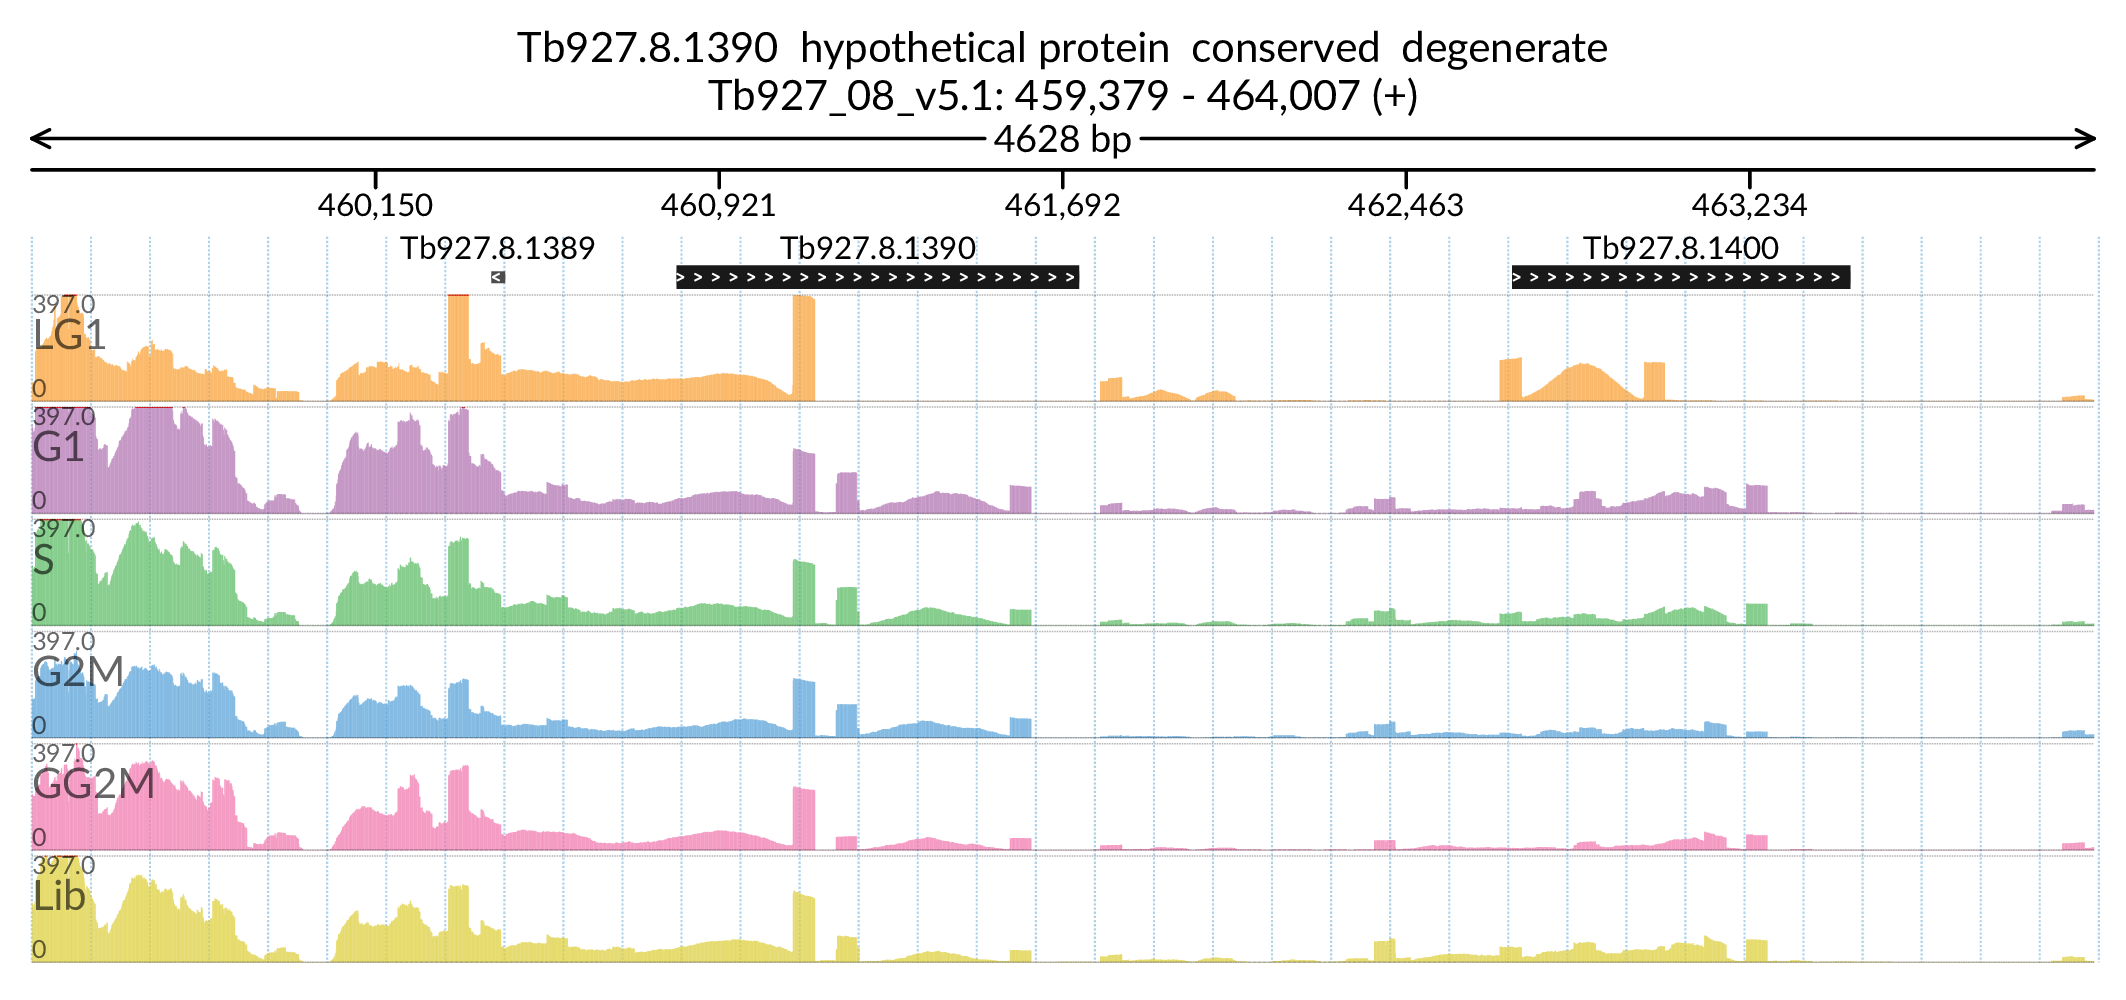 Tb927.8.1390 hypothetical protein conserved degenerate
Tb927_08_v5.1: 459,379 - 464,007 (+)
4628 bp
460,150 460,921 461,692 462,463 463,234
Tb927.8.1389 Tb927.8.1390 Tb927.8.1400
397.0
LG1
0
397.0
G1
0
397.0
S
0
397.0
G2M
0
397.0
GG2M
0
397.0
Lib
0